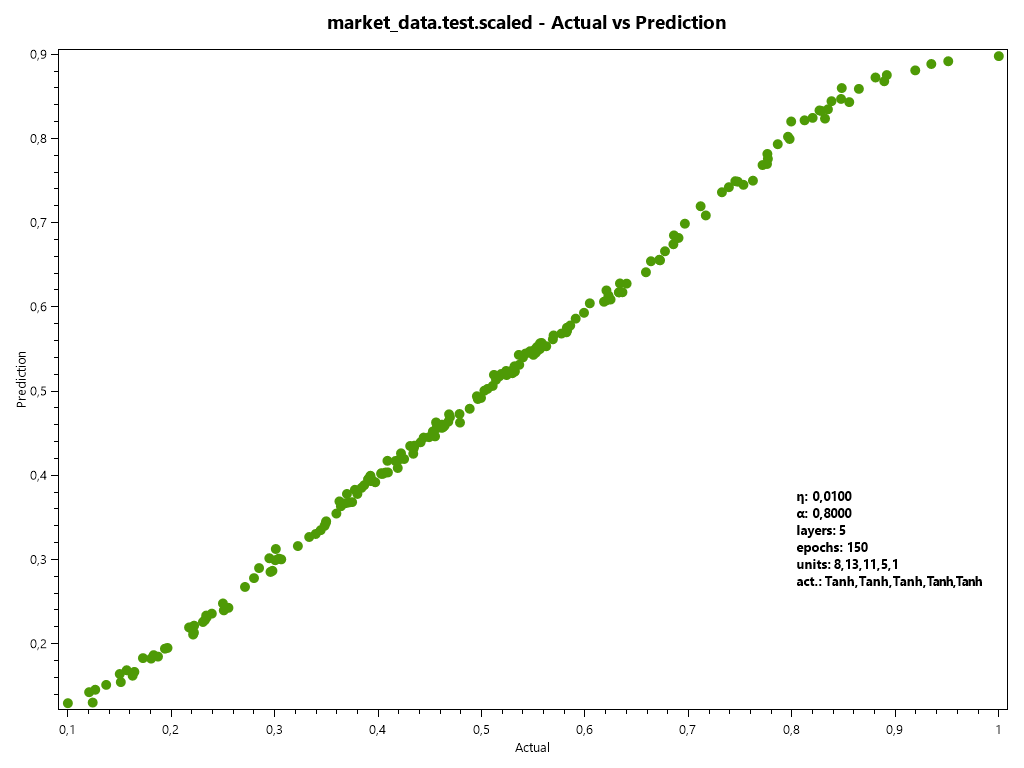 market_data.test.scaled - Actual vs Prediction
0,9
0,8
0,7
0,6
0,5
0,4
0,3
0,2
Prediction
η: 0,0100
α: 0,8000
layers: 5
epochs: 150
units: 8,13,11,5,1
act.: Tanh,Tanh,Tanh,Tanh,Tanh
0,1 0,2 0,3 0,4 0,5 0,6 0,7 0,8 0,9 1
Actual